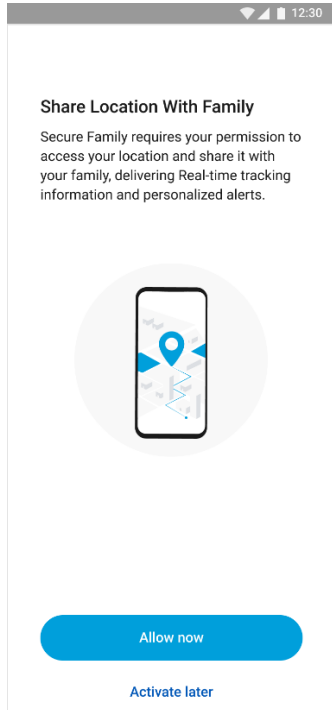 12:30
Share Location With Family
Secure Family requires your permission to
access your location and share it with
your family, delivering Real-time tracking
information and personalized alerts.
Allow now
Activate later